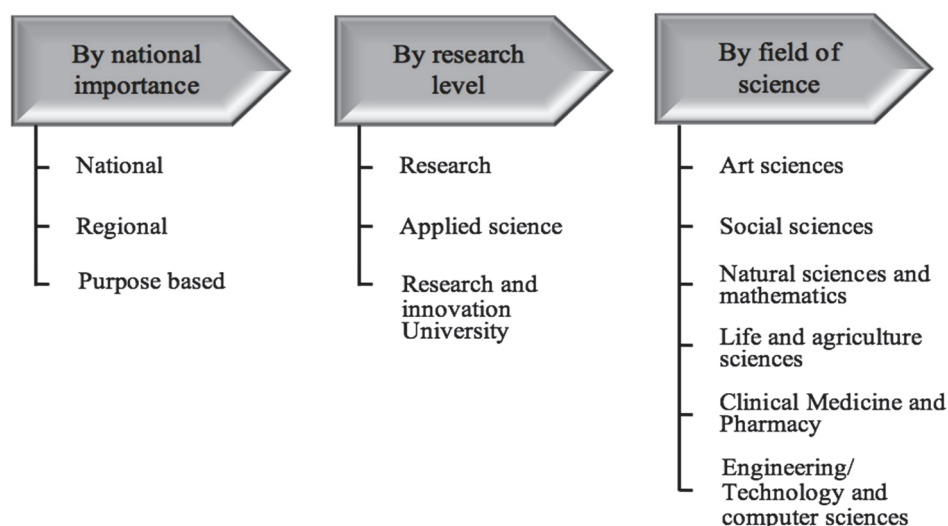 By national
importance
National
Regional
Purpose based
By research
level
Research
Applied science
Research and
innovation
University
By field of
science
Art sciences
Social sciences
Natural sciences and
mathematics
Life and agriculture
sciences
Clinical Medicine and
Pharmacy
Engineering/
Technology and
computer sciences